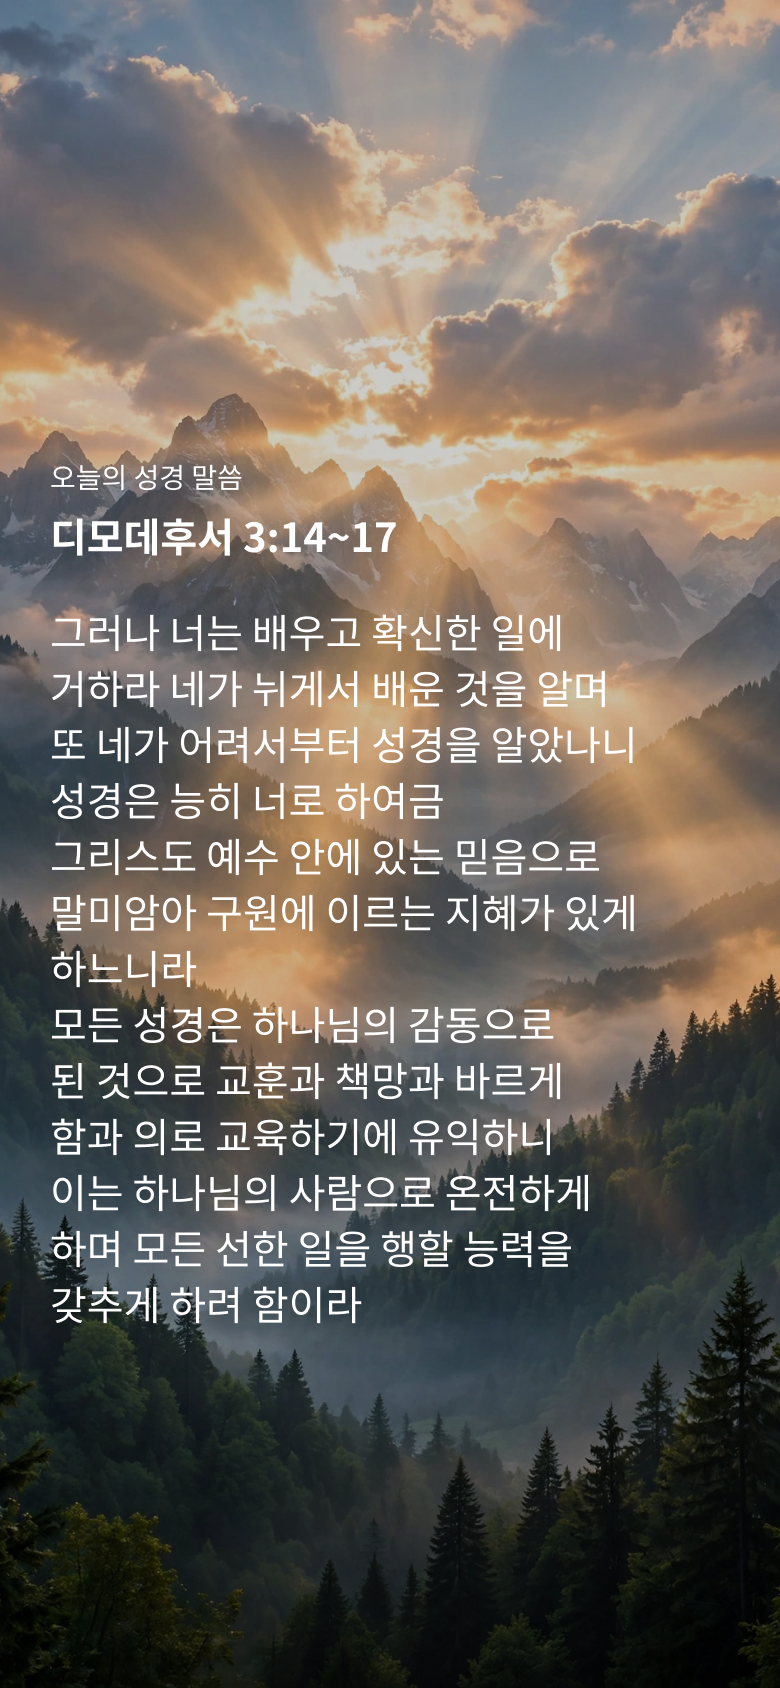 오늘의 성경 말씀
디모데후서 3:14~17
그러나 너는 배우고 확신한 일에
거하라 네가 뉘게서 배운 것을 알며
또 네가 어려서부터 성경을 알았나니
성경은 능히 너로 하여금
그리스도 예수 안에 있는 믿음으로
말미암아 구원에 이르는 지혜가 있게
하느니라
모든 성경은 하나님의 감동으로
된 것으로 교훈과 책망과 바르게
함과 의로 교육하기에 유익하니
이는 하나님의 사람으로 온전하게
하며 모든 선한 일을 행할 능력을
갖추게 하려 함이라